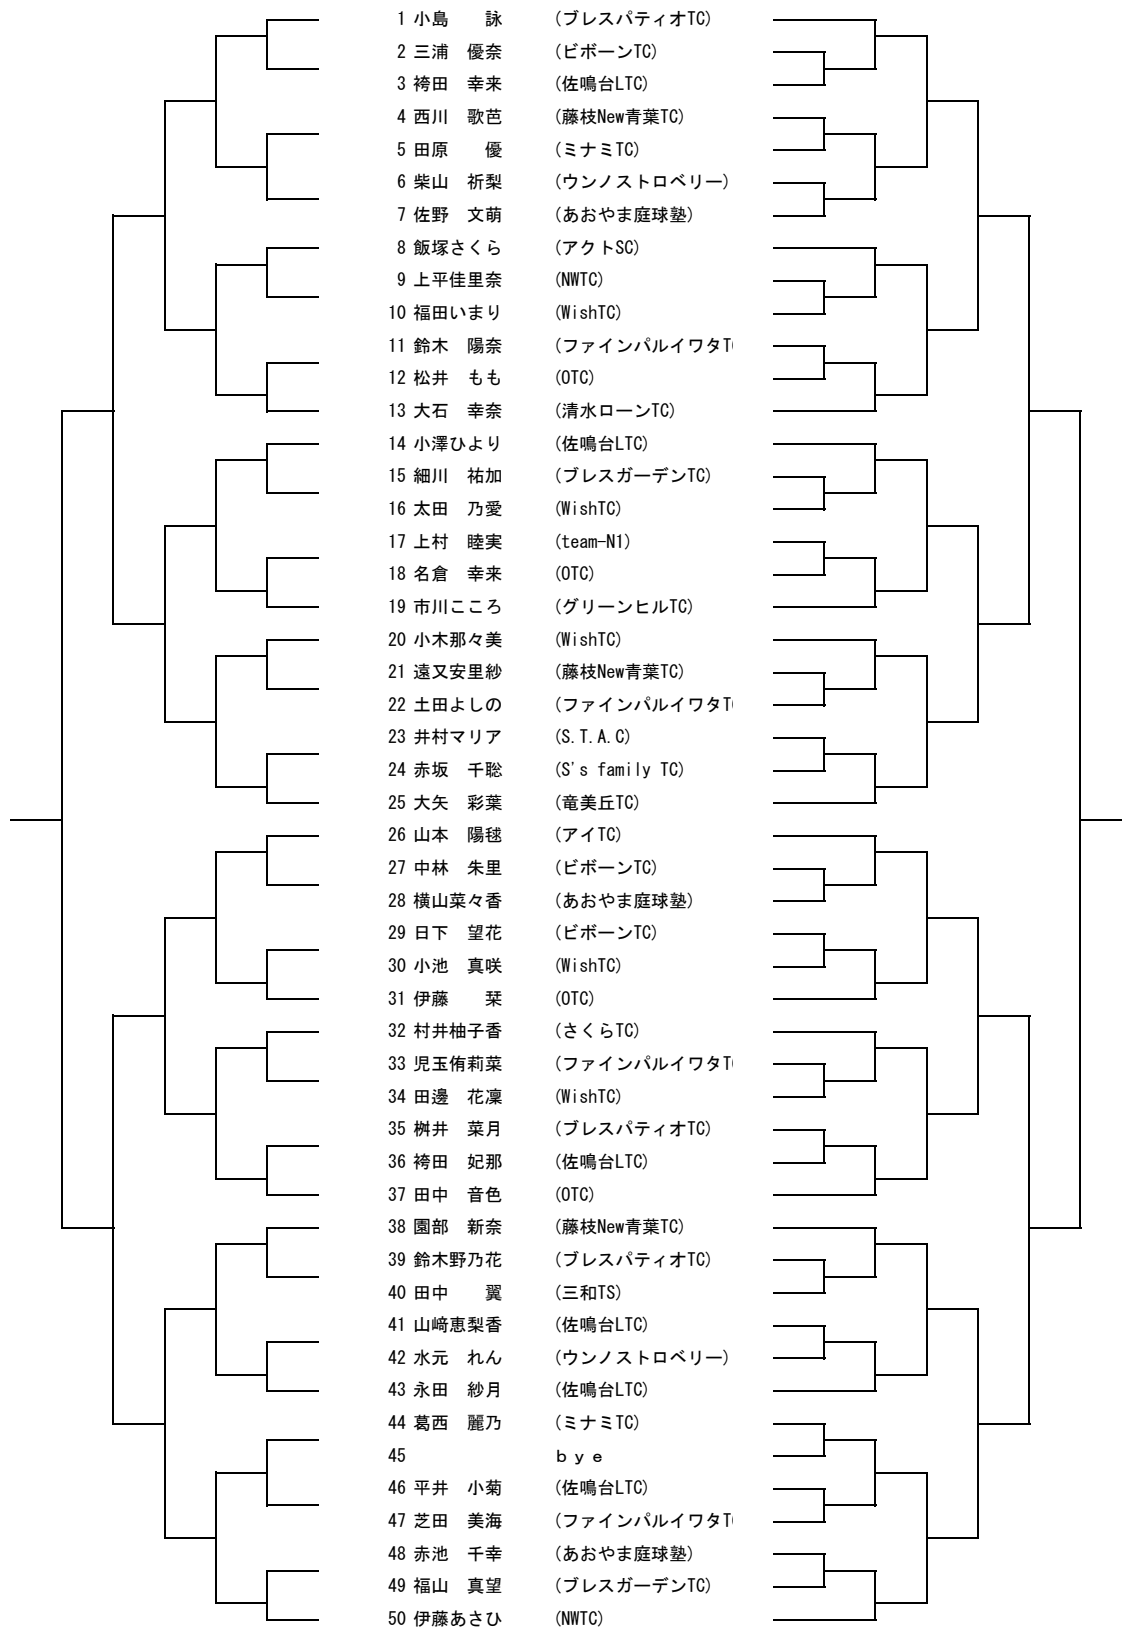 1 小島　　詠 (ブレスパティオTC)
2 三浦　優奈 (ビボーンTC)
3 袴田　幸来 (佐鳴台LTC)
4 西川　歌芭 (藤枝New青葉TC)
5 田原　　優 (ミナミTC)
6 柴山　祈梨 (ウンノストロベリー)
7 佐野　文萌 (あおやま庭球塾)
8 飯塚さくら (アクトSC)
9 上平佳里奈 (NWTC)
10 福田いまり (WishTC)
11 鈴木　陽奈 (ファインパルイワタT
12 松井　もも (OTC)
13 大石　幸奈 (清水ローンTC)
14 小澤ひより (佐鳴台LTC)
15 細川　祐加 (ブレスガーデンTC)
16 太田　乃愛 (WishTC)
17 上村　睦実 (team-N1)
18 名倉　幸来 (OTC)
19 市川こころ (グリーンヒルTC)
20 小木那々美 (WishTC)
21 遠又安里紗 (藤枝New青葉TC)
22 土田よしの (ファインパルイワタT
23 井村マリア (S.T.A.C)
24 赤坂　千聡 (S's family TC)
25 大矢　彩葉 (竜美丘TC)
26 山本　陽毬 (アイTC)
27 中林　朱里 (ビボーンTC)
28 横山菜々香 (あおやま庭球塾)
29 日下　望花 (ビボーンTC)
30 小池　真咲 (WishTC)
31 伊藤　　栞 (OTC)
32 村井柚子香 (さくらTC)
33 児玉侑莉菜 (ファインパルイワタT
34 田邊　花凜 (WishTC)
35 桝井　菜月 (ブレスパティオTC)
36 袴田　妃那 (佐鳴台LTC)
37 田中　音色 (OTC)
38 園部　新奈 (藤枝New青葉TC)
39 鈴木野乃花 (ブレスパティオTC)
40 田中　　翼 (三和TS)
41 山﨑恵梨香 (佐鳴台LTC)
42 水元　れん (ウンノストロベリー)
43 永田　紗月 (佐鳴台LTC)
44 葛西　麗乃 (ミナミTC)
45 ｂｙｅ
46 平井　小菊 (佐鳴台LTC)
47 芝田　美海 (ファインパルイワタT
48 赤池　千幸 (あおやま庭球塾)
49 福山　真望 (ブレスガーデンTC)
50 伊藤あさひ (NWTC)